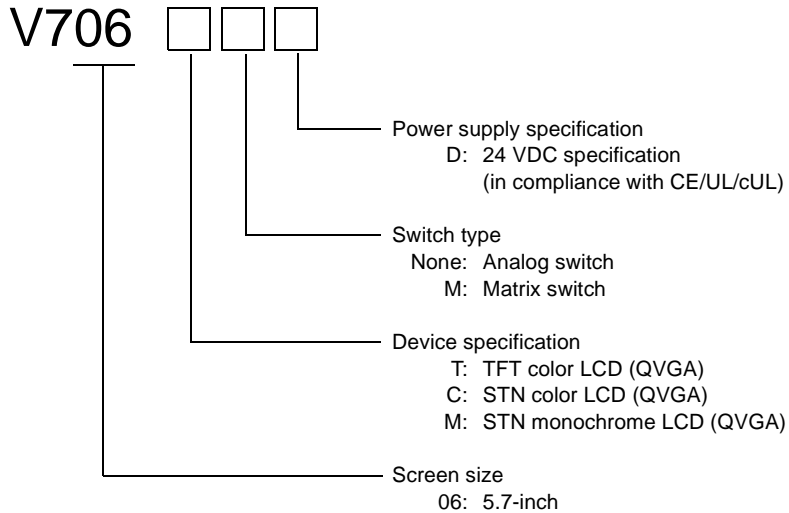 V706
Power supply specification
D: 24 VDC specification
(in compliance with CE/UL/cUL)
Switch type
None: Analog switch
M: Matrix switch
Device specification
T: TFT color LCD (QVGA)
C: STN color LCD (QVGA)
M: STN monochrome LCD (QVGA)
Screen size
06: 5.7-inch